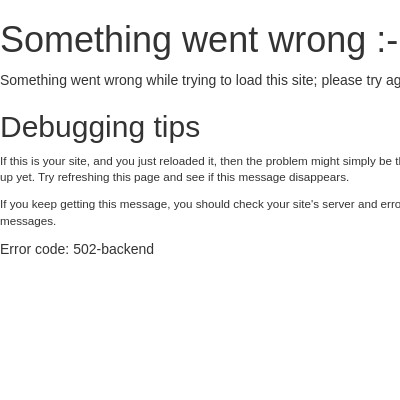 Something went wrong :-
Something went wrong while trying to load this site; please try ag
Debugging tips
If this is your site, and you just reloaded it, then the problem might simply be t
up yet. Try refreshing this page and see if this message disappears.
If you keep getting this message, you should check your site's server and erro
messages.
Error code: 502-backend